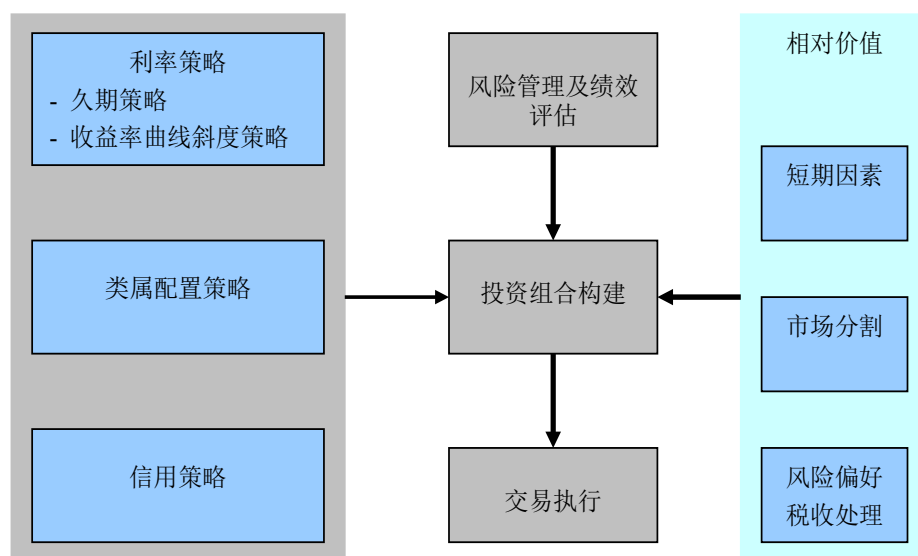 利率策略
- 久期策略
- 收益率曲线斜度策略
类属配置策略
信用策略
风险管理及绩效
评估
投资组合构建
交易执行
相对价值
短期因素
市场分割
风险偏好
税收处理